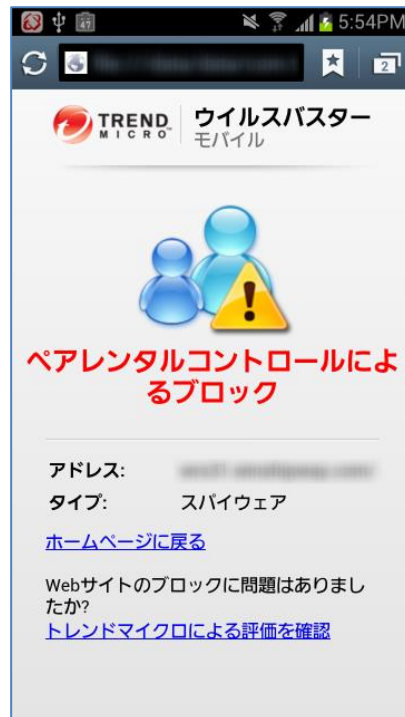 47
5:54PM
2
TREND
MICRO™
ウイルスバスター
モバイル
ペアレンタルコントロールによ
るブロック
アドレス:
タイプ: スパイウェア
ホームページに戻る
Webサイトのブロックに問題はありまし
たか?
トレンドマイクロによる評価を確認